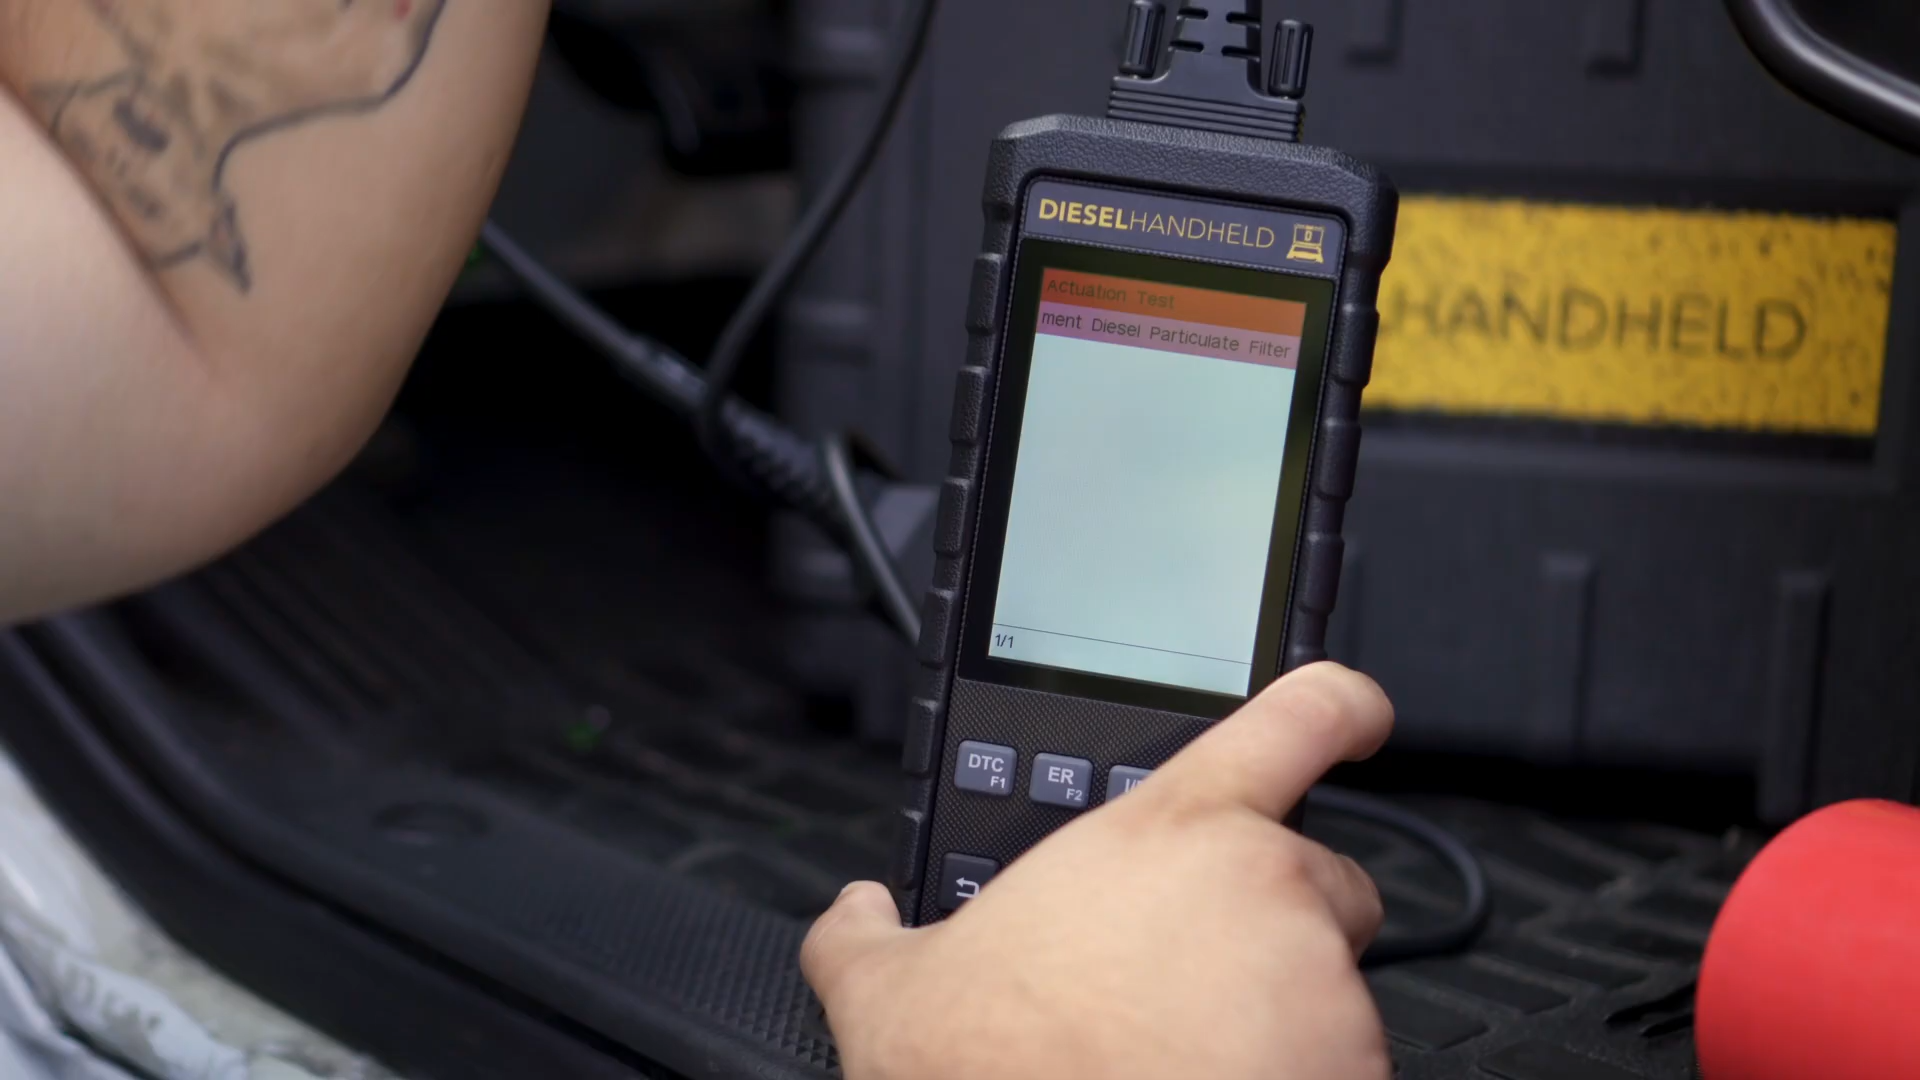 DIESELHANDHELD
D
Actuation Test
ment Diesel Particulate Filter
1/1
DTC
F1
ER
F2
HANDHELD